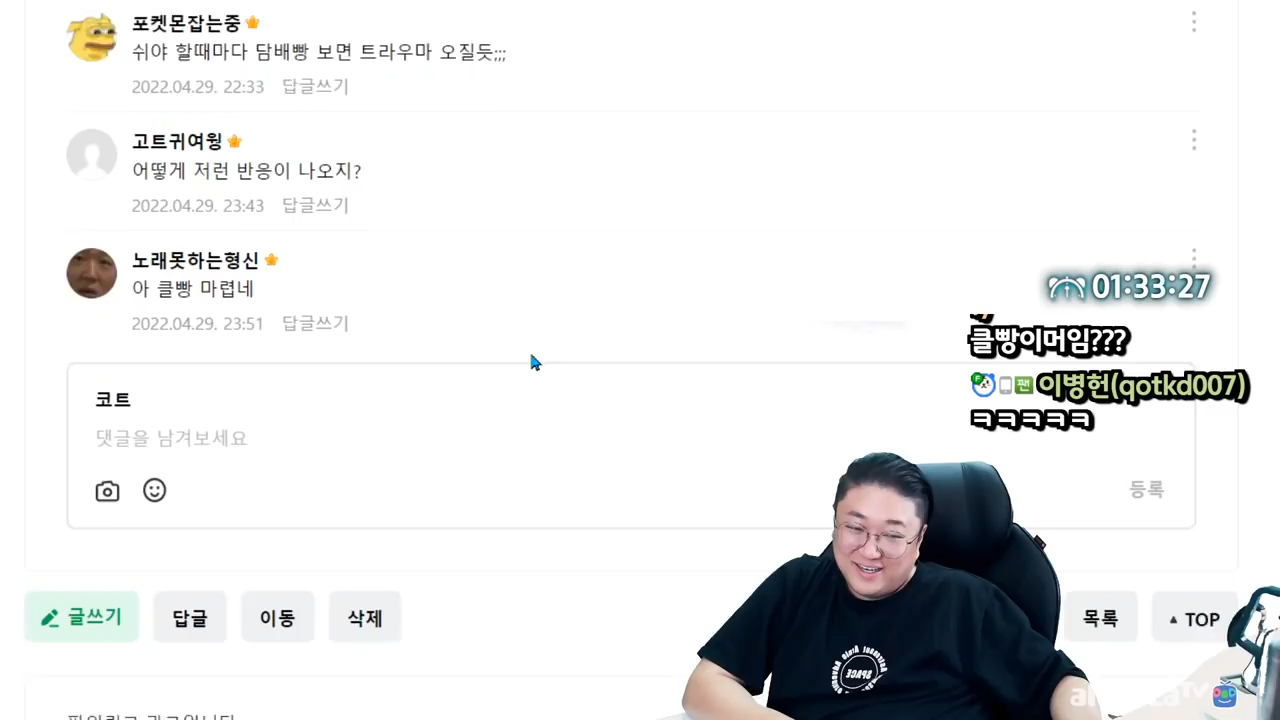 포켓몬잡는중
쉬야 할때마다 담배빵 보면 트라우마 오질듯;;;
2022.04.29. 22:33 답글쓰기
고트귀여웡
어떻게 저런 반응이 나오지?
2022.04.29. 23:43 답글쓰기
노래못하는형신
아 클빵 마렵네
2022.04.29. 23:51 답글쓰기
01:33:27
클빵이머임???
팬 이병헌(qotkd007)
ㅋㅋㅋㅋㅋ
코트
댓글을 남겨보세요
등록
글쓰기
답글
이동
삭제
목록
TOP
SPACE